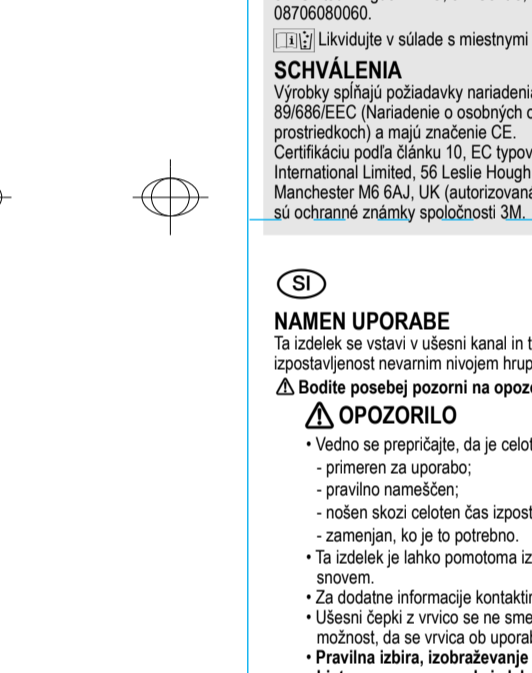 08706080060.
Likvidujte v súlade s miestnymi
SCHVÁLENIA
Výrobky spĺňajú požiadavky nariadenia
89/686/EEC (Nariadenie o osobných o
prostriedkoch) a majú značenie CE.
Certifikáciu podľa článku 10, EC typov
International Limited, 56 Leslie Hough
Manchester M6 6AJ, UK (autorizovaná
sú ochranné známky spoločnosti 3M.
SI
NAMEN UPORABE
Ta izdelek se vstavi v ušesni kanal in t
izpostavljenost nevarnim nivojem hrup
⚠ Bodite posebej pozorni na opozo
⚠ OPOZORILO
• Vedno se prepričajte, da je celot
- primeren za uporabo;
- pravilno nameščen;
- nošen skozi celoten čas izpost
- zamenjan, ko je to potrebno.
• Ta izdelek je lahko pomotoma iz
snovem.
• Za dodatne informacije kontaktir
• Ušesni čepki z vrvico se ne sme
možnost, da se vrvica ob uporab
• Pravilna izbira, izobraževanje